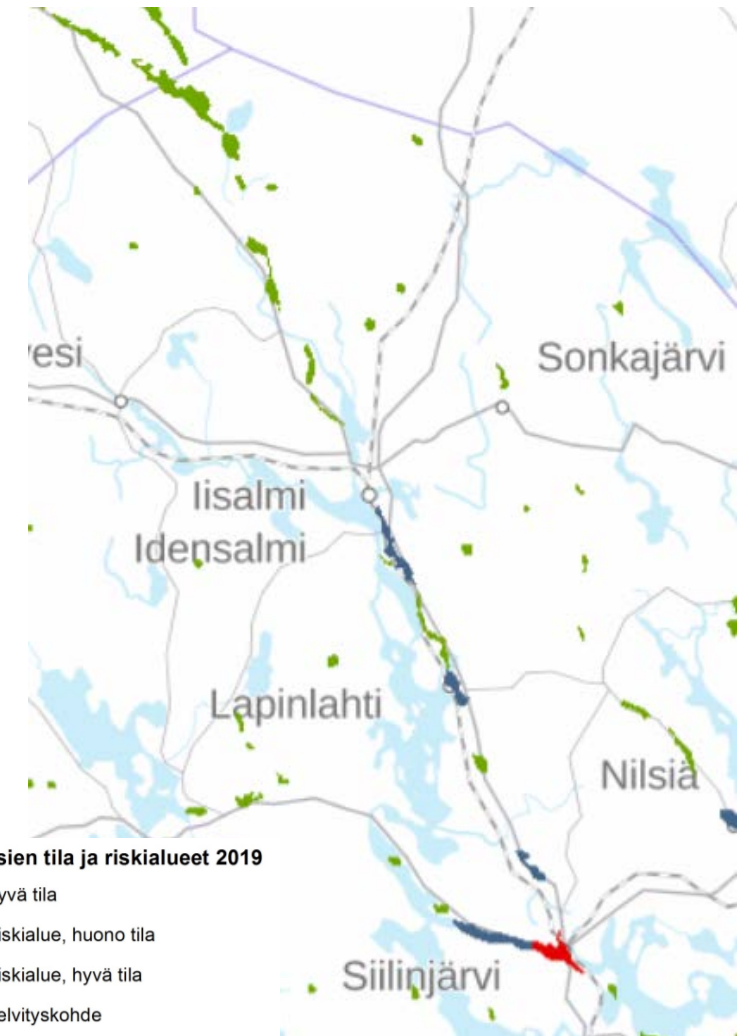 vesi
Sonkajärvi
Iisalmi
Idensalmi
Lapinlahti
Nilsiä
Siilinjärvi
sien tila ja riskialueet 2019
yvä tila
iskialue, huono tila
iskialue, hyvä tila
elvityskohde